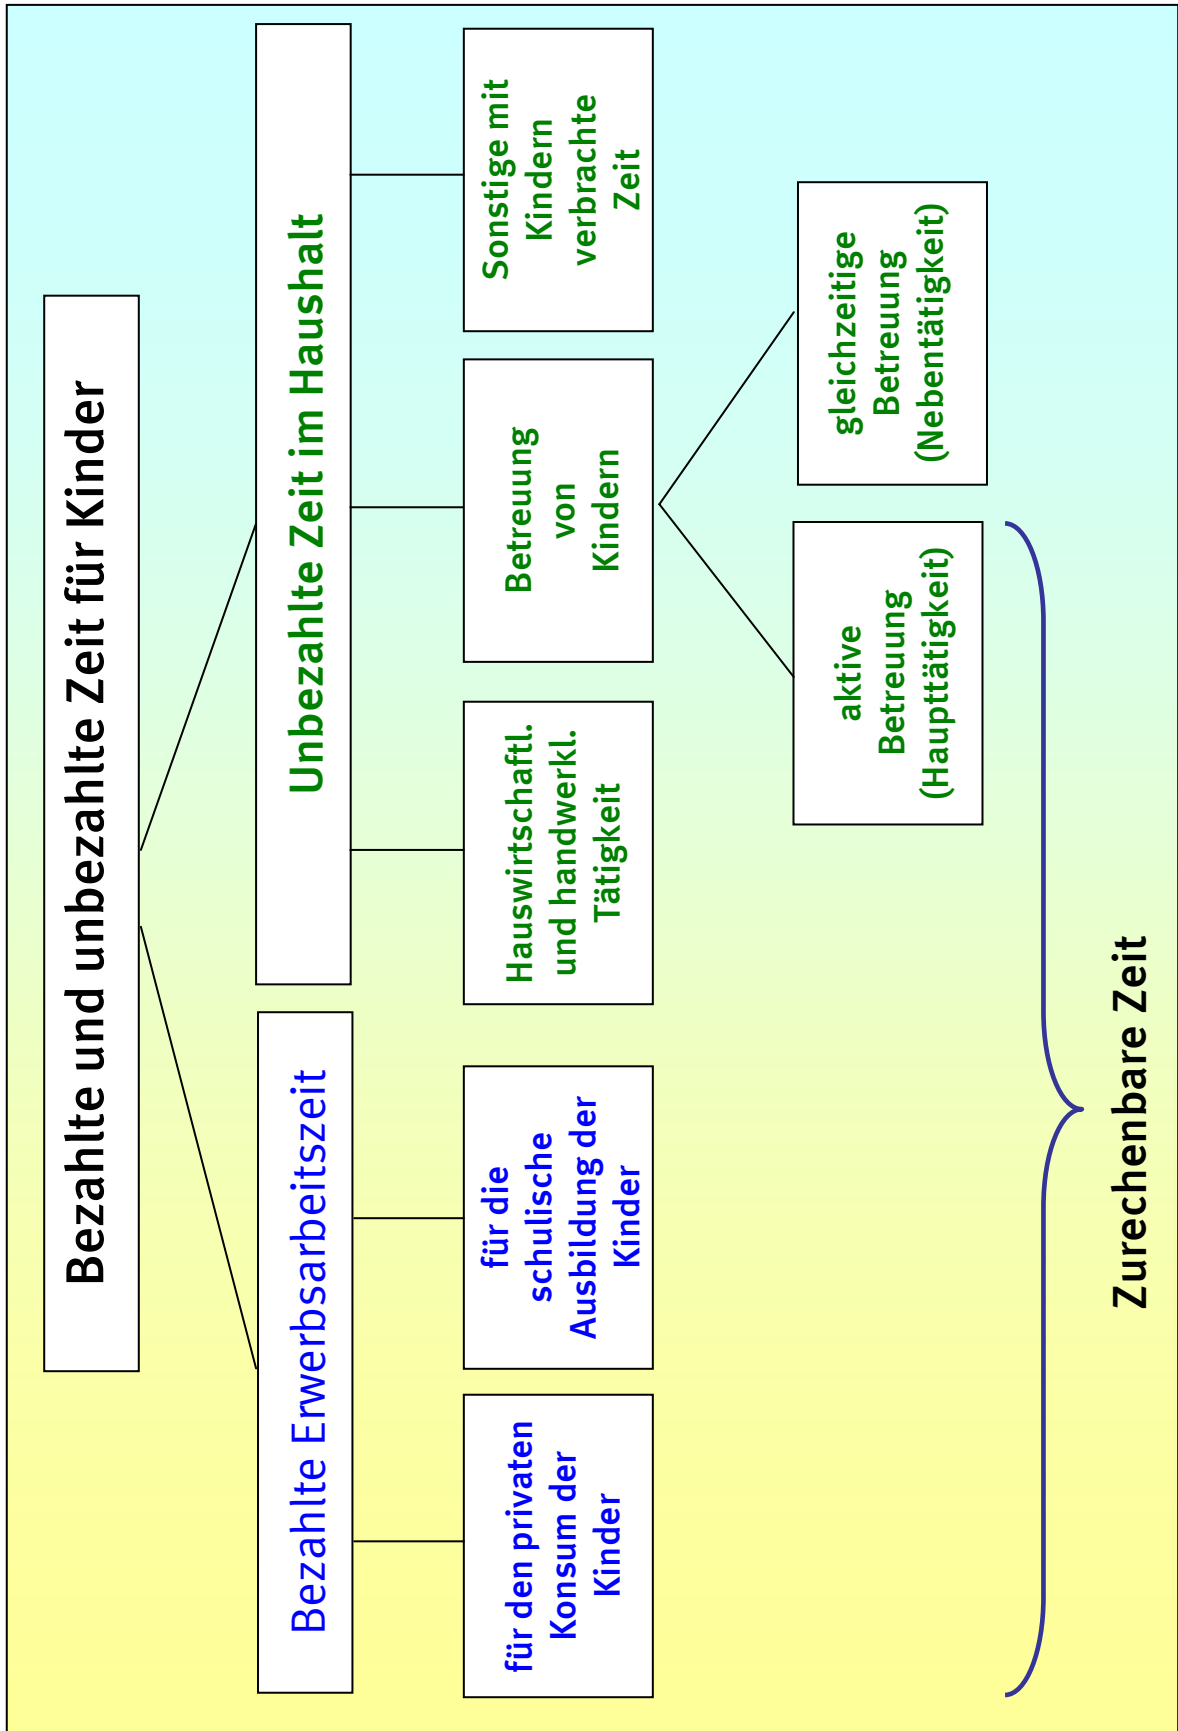 Bezahlte und unbezahlte Zeit für Kinder
Bezahlte Erwerbsarbeitszeit
Unbezahlte Zeit im Haushalt
für den privaten
Konsum der
Kinder
für die
schulische
Ausbildung der
Kinder
Hauswirtschaftl.
und handwerkl.
Tätigkeit
Betreuung
von
Kindern
Sonstige mit
Kindern
verbrachte
Zeit
aktive
Betreuung
(Haupttätigkeit)
gleichzeitige
Betreuung
(Nebentätigkeit)
Zurechenbare Zeit